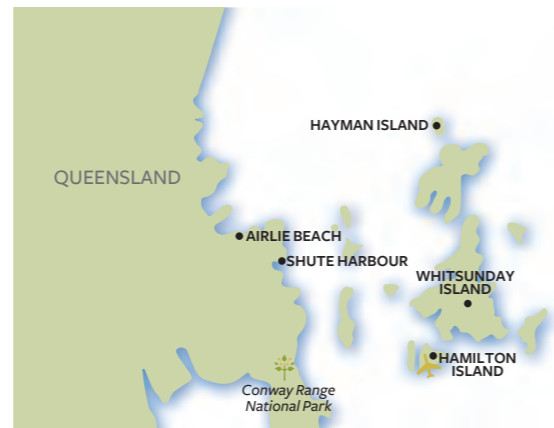 HAYMAN ISLAND
QUEENSLAND
AIRLIE BEACH
SHUTE HARBOUR
WHITSUNDAY
ISLAND
HAMILTON
ISLAND
Conway Range
National Park